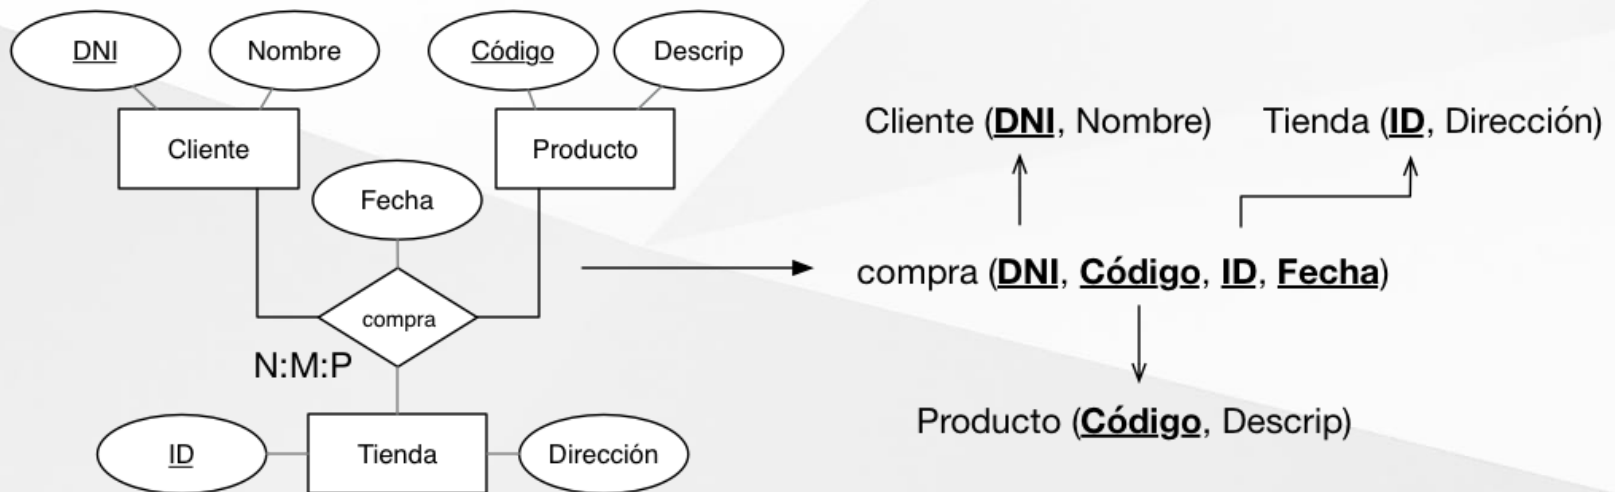 DNI
Nombre
Código
Descrip
Cliente
Producto
Fecha
compra
N:M:P
ID
Tienda
Dirección
Cliente (DNI, Nombre)
Tienda (ID, Dirección)
compra (DNI, Código, ID, Fecha)
Producto (Código, Descrip)